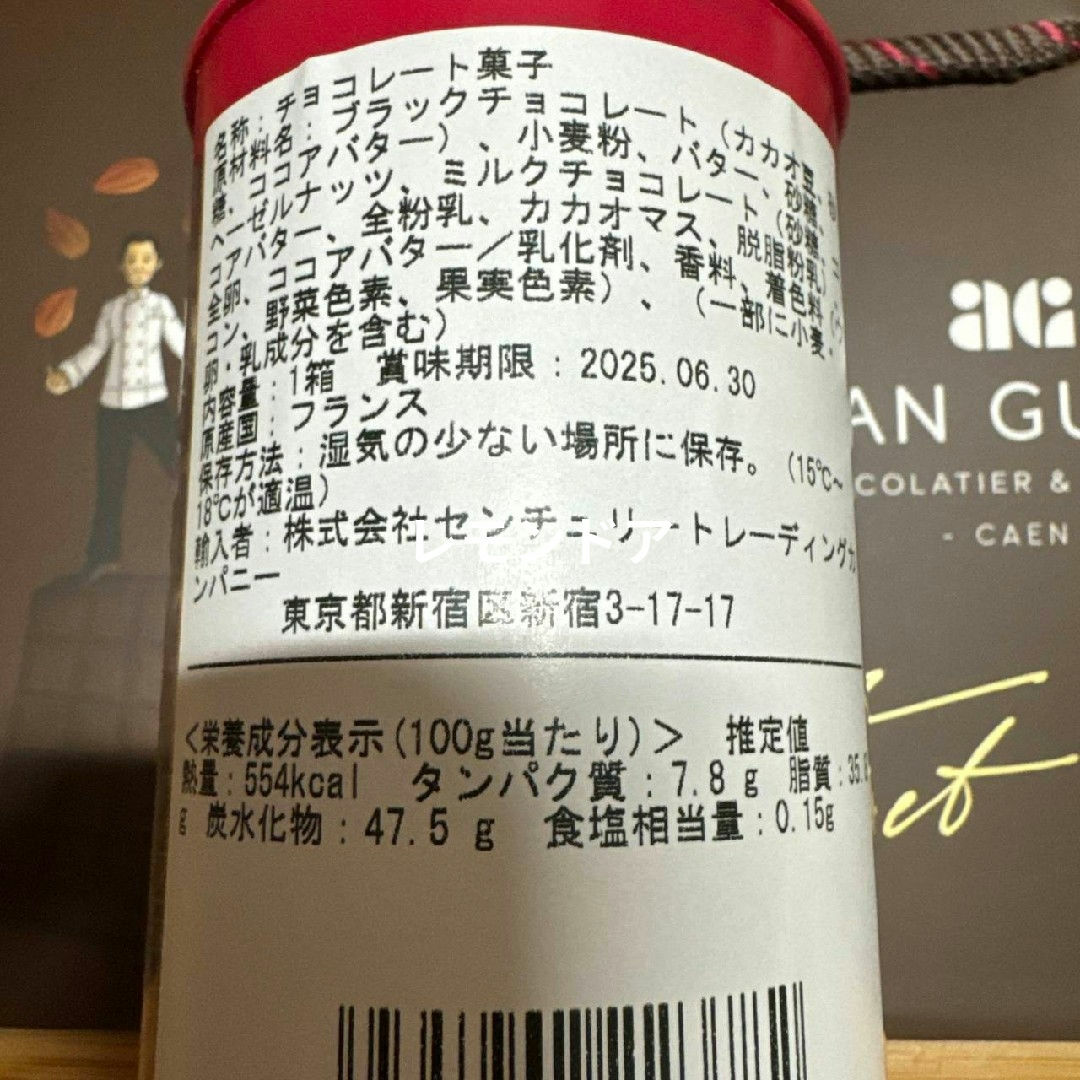 名称：チョコレート菓子
原材料名：ブラックチョコレート（カカオ豆、砂
糖、ココアバター）、小麦粉、バター、砂糖、
ヘーゼルナッツ、ミルクチョコレート（砂糖、
ココアバター、全粉乳、カカオマス、脱脂粉乳）
全卵、ココアバター／乳化剤、香料、着色料
コン、野菜色素、果実色素）、（一部に小麦・
卵・乳成分を含む）
内容量：1箱 賞味期限：2025.06.30
原産国：フランス
保存方法：湿気の少ない場所に保存。（15℃~
18℃が適温）
輸入者：株式会社センチュリートレーディングカ
ンパニー
東京都新宿区新宿3-17-17
レモンドア
<栄養成分表示(100g当たり)> 推定値
熱量：554kcal タンパク質：7.8g 脂質：35.
g 炭水化物：47.5g 食塩相当量：0.15g
AN GU
COLATIER &
- CAEN